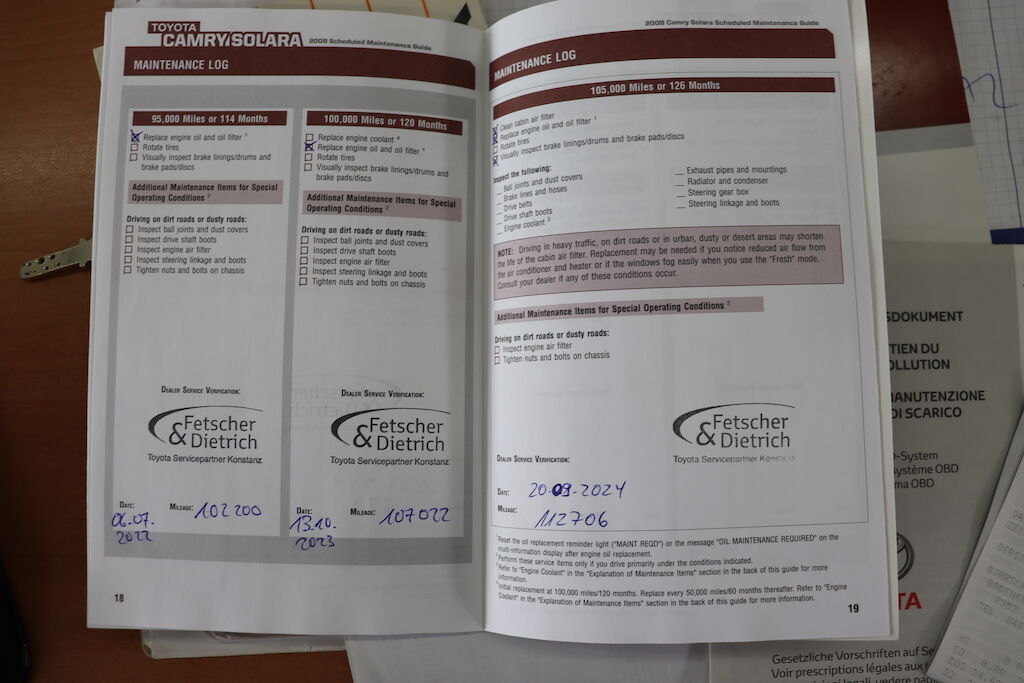 TOYOTA
CAMRY SOLARA 2008 Scheduled Maintenance Guide
MAINTENANCE LOG
95,000 Miles or 114 Months
Replace engine oil and oil filter 1
Rotate tires
Visually inspect brake linings/drums and
brake pads/discs
Additional Maintenance Items for Special
Operating Conditions 2
Driving on dirt roads or dusty roads:
Inspect ball joints and dust covers
Inspect drive shaft boots
Inspect engine air filter
Inspect steering linkage and boots
Tighten nuts and bolts on chassis
DEALER SERVICE VERIFICATION:
Fetscher
& Dietrich
Toyota Servicepartner Konstanz
DATE: MILEAGE: 102 200
06.07.
2022
100,000 Miles or 120 Months
Replace engine coolant 4
Replace engine oil and oil filter 1
Rotate tires
Visually inspect brake linings/drums and
brake pads/discs
Additional Maintenance Items for Special
Operating Conditions 2
Driving on dirt roads or dusty roads:
Inspect ball joints and dust covers
Inspect drive shaft boots
Inspect engine air filter
Inspect steering linkage and boots
Tighten nuts and bolts on chassis
DEALER SERVICE VERIFICATION:
Fetscher
& Dietrich
Toyota Servicepartner Konstanz
DATE: MILEAGE: 107022
13.10.
2023
18
2008 Camry Solara Scheduled Maintenance Guide
MAINTENANCE LOG
105,000 Miles or 126 Months
Clean cabin air filter
Replace engine oil and oil filter 1
Rotate tires
Visually inspect brake linings/drums and brake pads/discs
Inspect the following:
Ball joints and dust covers
Brake lines and hoses
Drive belts
Drive shaft boots
Engine coolant 3
Exhaust pipes and mountings
Radiator and condenser
Steering gear box
Steering linkage and boots
NOTE: Driving in heavy traffic, on dirt roads or in urban, dusty or desert areas may shorten
the life of the cabin air filter. Replacement may be needed if you notice reduced air flow from
the air conditioner and heater or if the windows fog easily when you use the "Fresh" mode.
Consult your dealer if any of these conditions occur.
Additional Maintenance Items for Special Operating Conditions 2
Driving on dirt roads or dusty roads:
Inspect engine air filter
Tighten nuts and bolts on chassis
Fetscher
& Dietrich
Toyota Servicepartner Konstanz
DEALER SERVICE VERIFICATION:
DATE: 20-09-2024
MILEAGE: 112706
1 Reset the oil replacement reminder light ("MAINT REQD") or the message "OIL MAINTENANCE REQUIRED" on the
multi-information display after engine oil replacement.
2 Perform these service items only if you drive primarily under the conditions indicated.
3 Refer to "Engine Coolant" in the "Explanation of Maintenance Items" section in the back of this guide for more
information.
4 Initial replacement at 100,000 miles/120 months. Replace every 50,000 miles/60 months thereafter. Refer to "Engine
Coolant" in the "Explanation of Maintenance Items" section in the back of this guide for more information.
19
SDOKUMENT
TIEN DU
OLLUTION
MANUTENZIONE
DI SCARICO
-System
système OBD
ma OBD
TA
Gesetzliche Vorschriften auf Se
Voir prescriptions légales aux